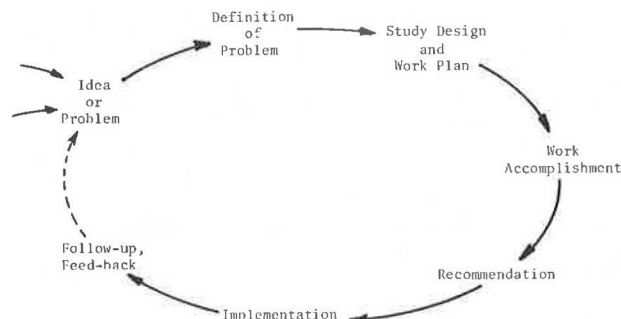 Definition
of
Problem
Study Design
and
Work Plan
Idea
or
Problem
Work
Accomplishment
Recommendation
Implementation
Follow-up,
Feed-back